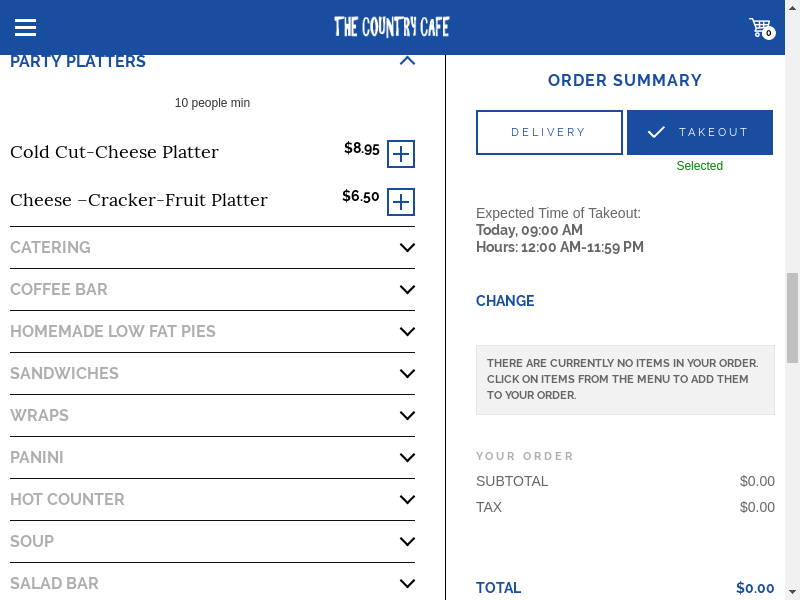 THE COUNTRY CAFE
0
PARTY PLATTERS
10 people min
Cold Cut-Cheese Platter $8.95
Cheese –Cracker-Fruit Platter $6.50
CATERING
COFFEE BAR
HOMEMADE LOW FAT PIES
SANDWICHES
WRAPS
PANINI
HOT COUNTER
SOUP
SALAD BAR
ORDER SUMMARY
DELIVERY TAKEOUT
Selected
Expected Time of Takeout:
Today, 09:00 AM
Hours: 12:00 AM-11:59 PM
CHANGE
THERE ARE CURRENTLY NO ITEMS IN YOUR ORDER.
CLICK ON ITEMS FROM THE MENU TO ADD THEM
TO YOUR ORDER.
YOUR ORDER
SUBTOTAL $0.00
TAX $0.00
TOTAL $0.00